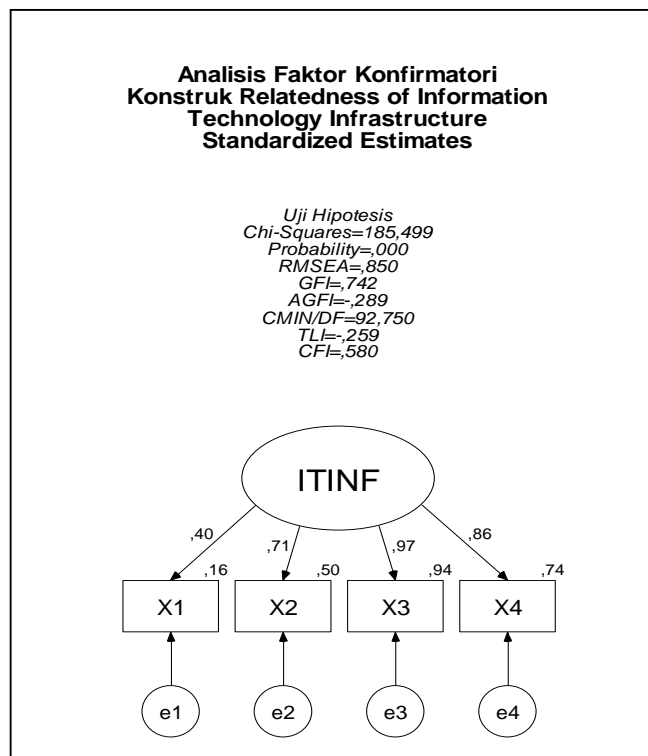 Analisis Faktor Konfirmatori
Konstruk Relatedness of Information
Technology Infrastructure
Standardized Estimates
Uji Hipotesis
Chi-Squares=185,499
Probability=,000
RMSEA=,850
GFI=,742
AGFI=-,289
CMIN/DF=92,750
TLI=-,259
CFI=,580
ITINF
,40 ,71 ,97 ,86
,16 ,50 ,94 ,74
X1 X2 X3 X4
e1 e2 e3 e4